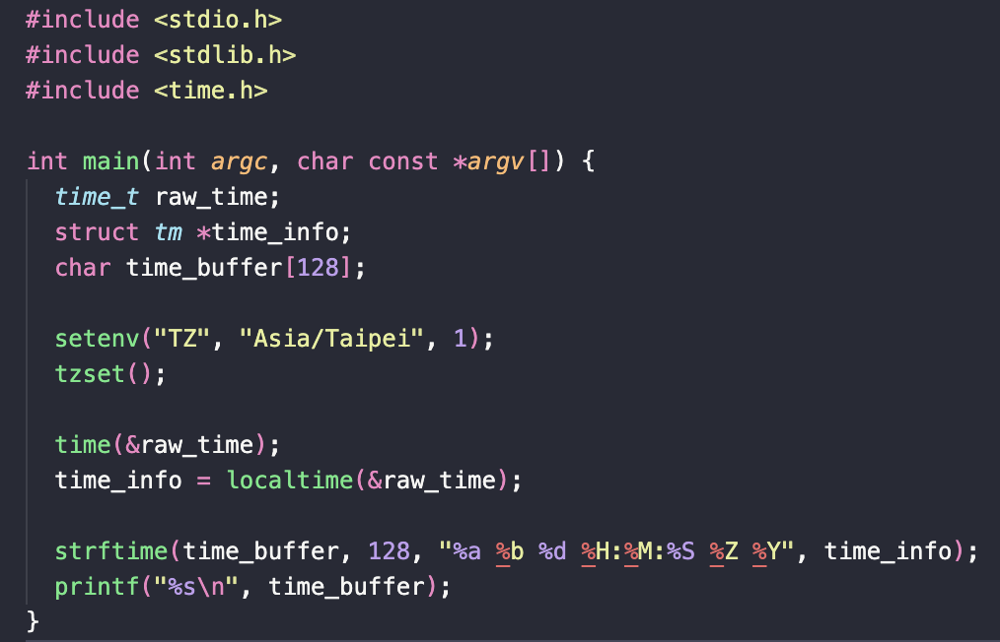 #include <stdio.h>
#include <stdlib.h>
#include <time.h>

int main(int argc, char const *argv[]) {
  time_t raw_time;
  struct tm *time_info;
  char time_buffer[128];

  setenv("TZ", "Asia/Taipei", 1);
  tzset();

  time(&raw_time);
  time_info = localtime(&raw_time);

  strftime(time_buffer, 128, "%a %b %d %H:%M:%S %Z %Y", time_info);
  printf("%s\n", time_buffer);
}